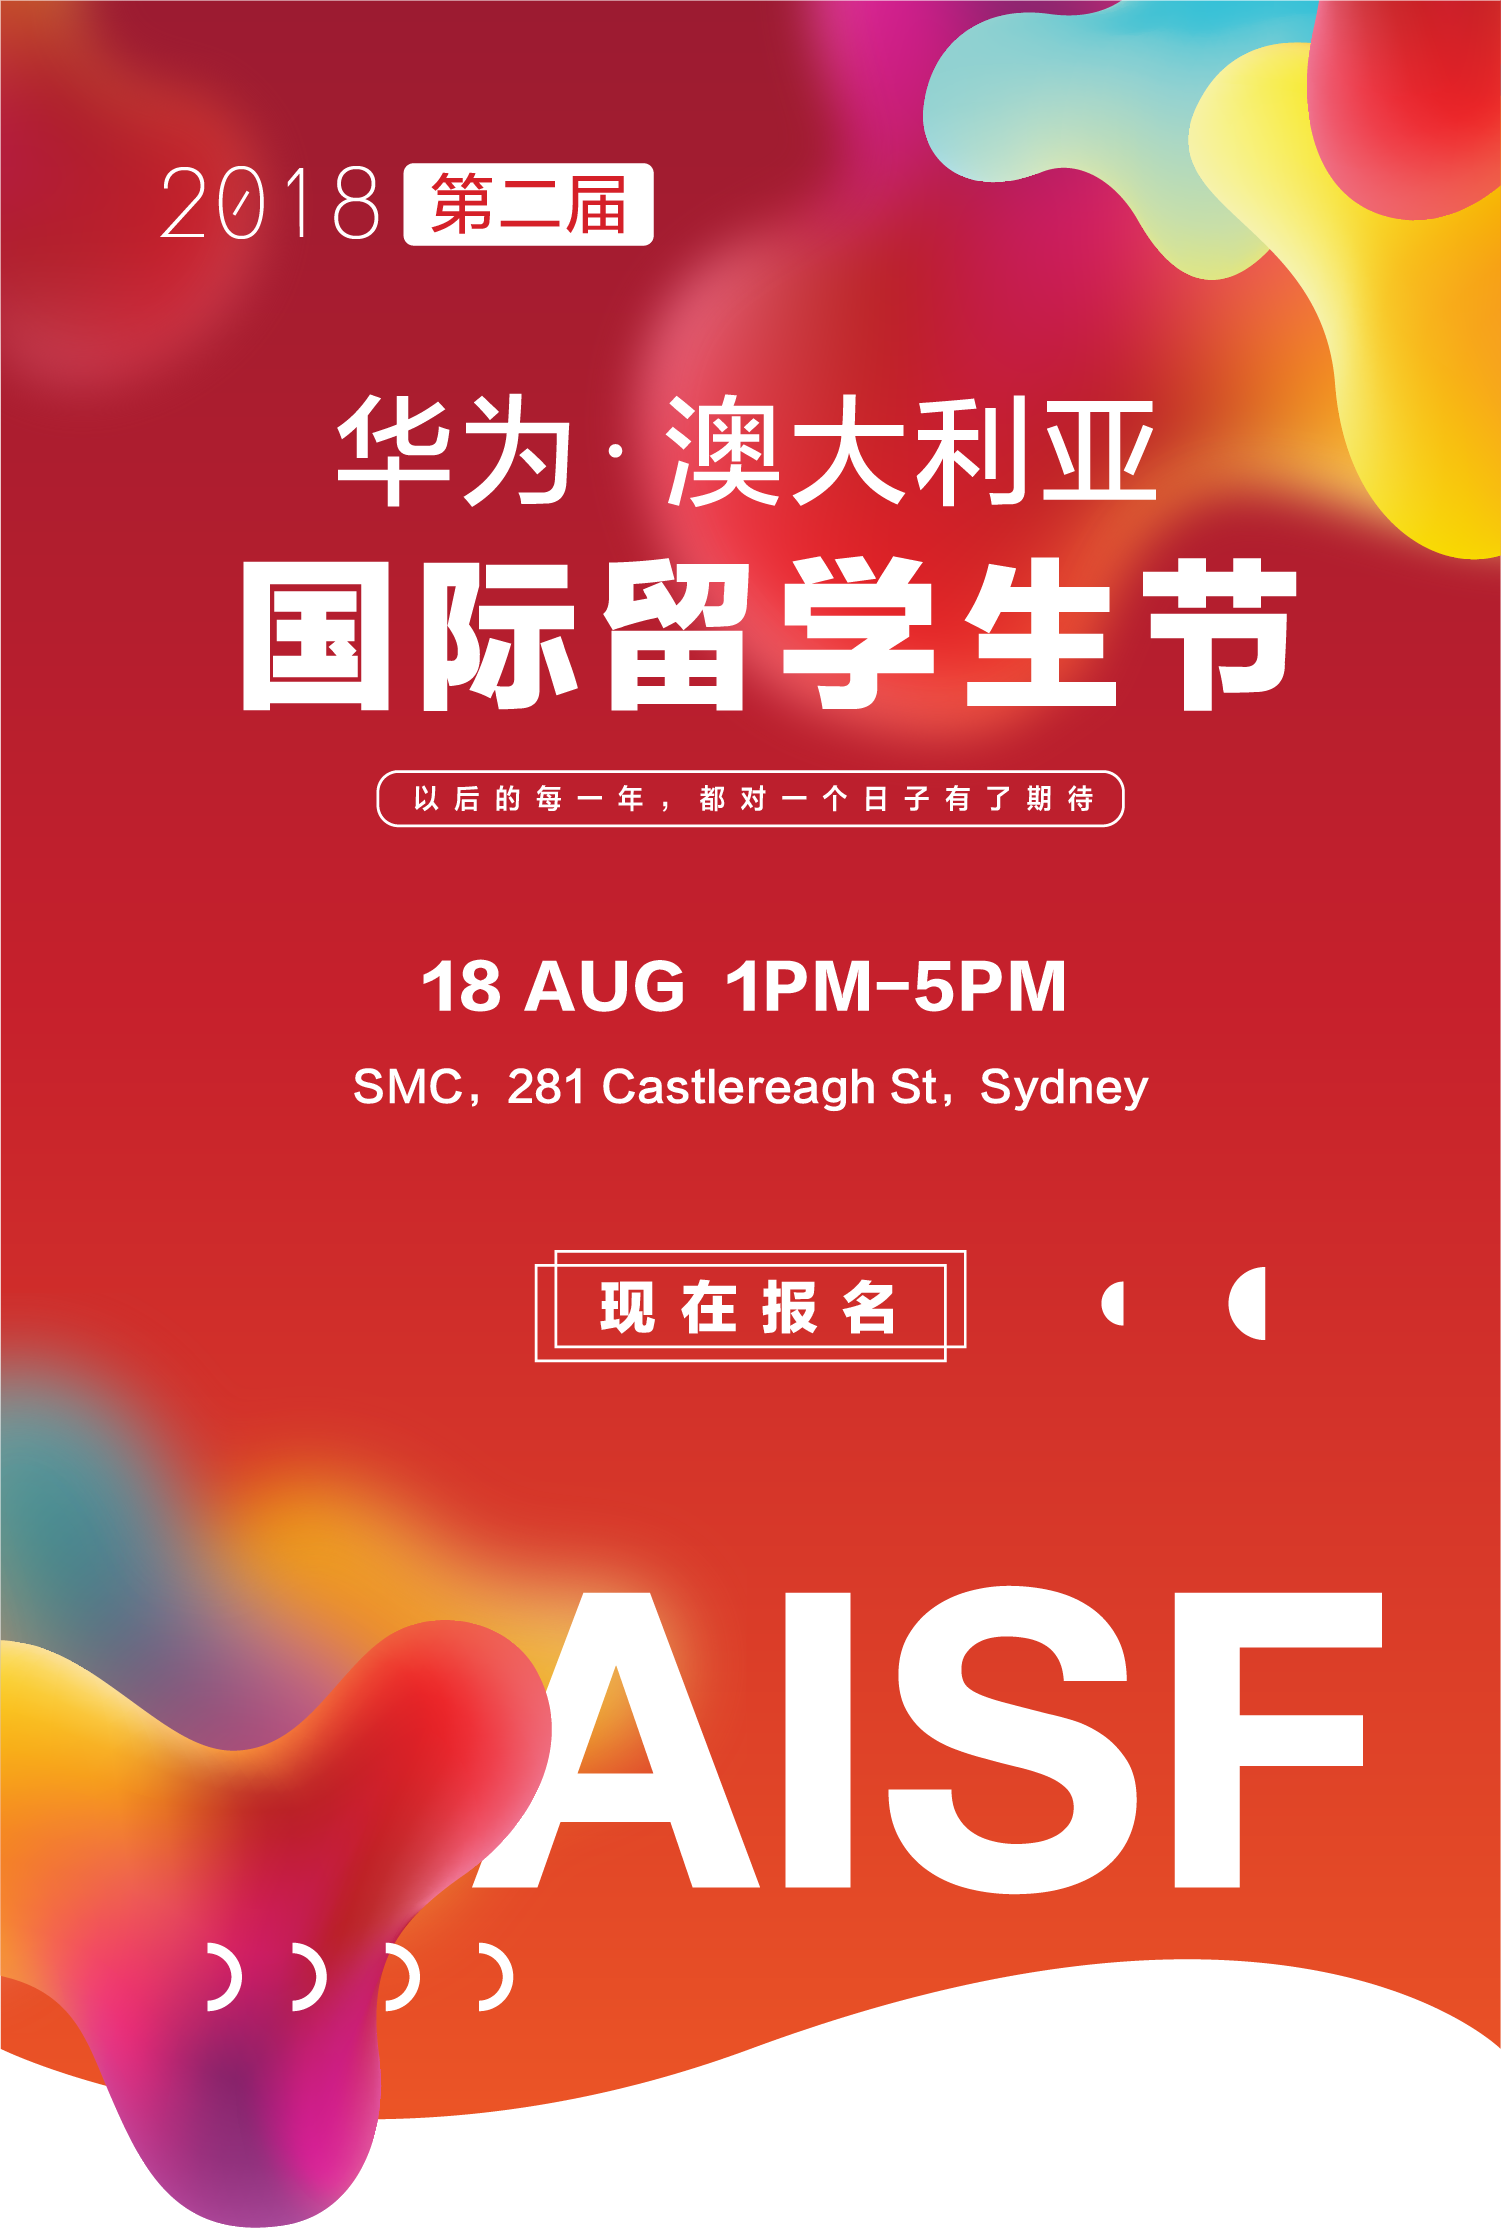 2018 第二届
华为·澳大利亚
国际留学生节
以后的每一年，都对一个日子有了期待
18 AUG 1PM-5PM
SMC，281 Castlereagh St，Sydney
现在报名
AISF